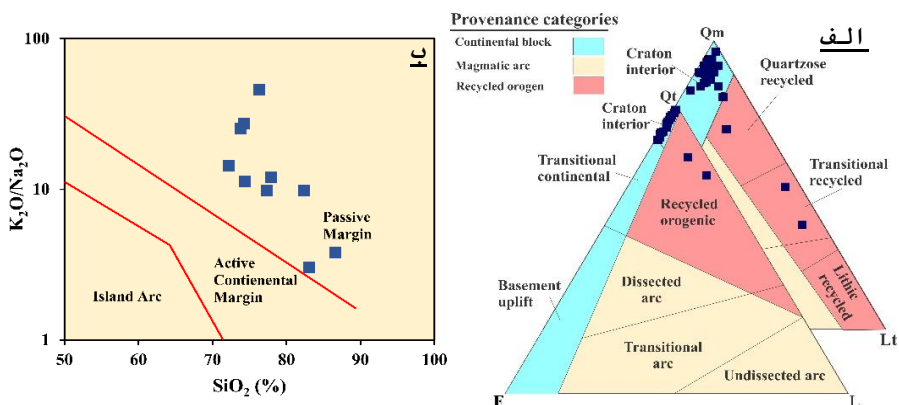 ب
100
10
1
K₂O/Na₂O
50
60
70
80
90
100
SiO₂ (%)
Island Arc
Active
Contienental
Margin
Passive
Margin
الف
Provenance categories
Continental block
Magmatic arc
Recycled orogen
Qm
Craton
interior
Quartzose
recycled
Qt
Craton
interior
Transitional
continental
Transitional
recycled
Recycled
orogenic
Basement
uplift
Dissected
arc
Lithic
recycled
Transitional
arc
Undissected arc
Lt
F
L